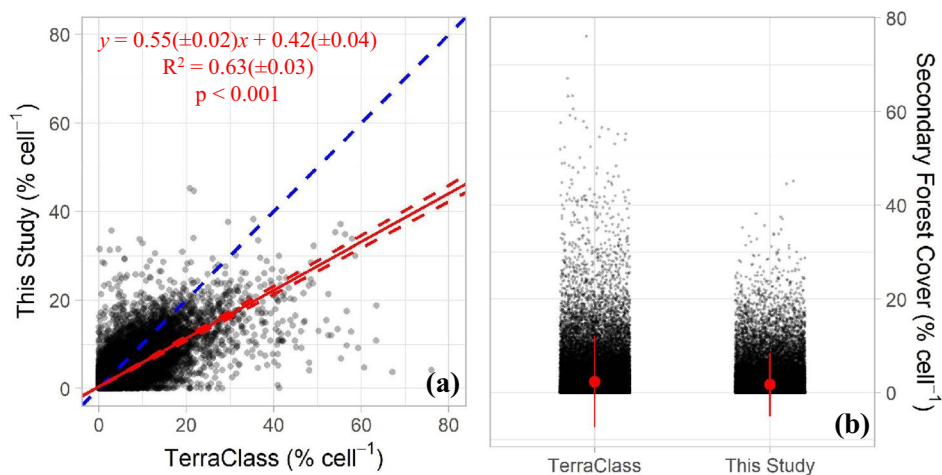 y = 0.55(±0.02)x + 0.42(±0.04)
R² = 0.63(±0.03)
p < 0.001
This Study (% cell⁻¹)
80
60
40
20
0
0 20 40 60 80
TerraClass (% cell⁻¹)
(a)
80
60
40
20
0
Secondary Forest Cover (% cell⁻¹)
TerraClass This Study
(b)